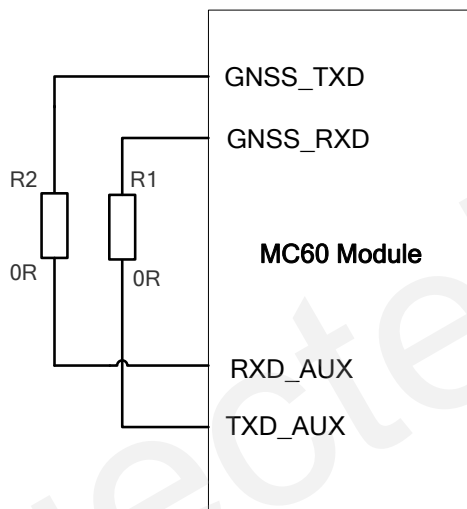 GNSS_TXD
GNSS_RXD
R2
R1
MC60 Module
0R
0R
RXD_AUX
TXD_AUX